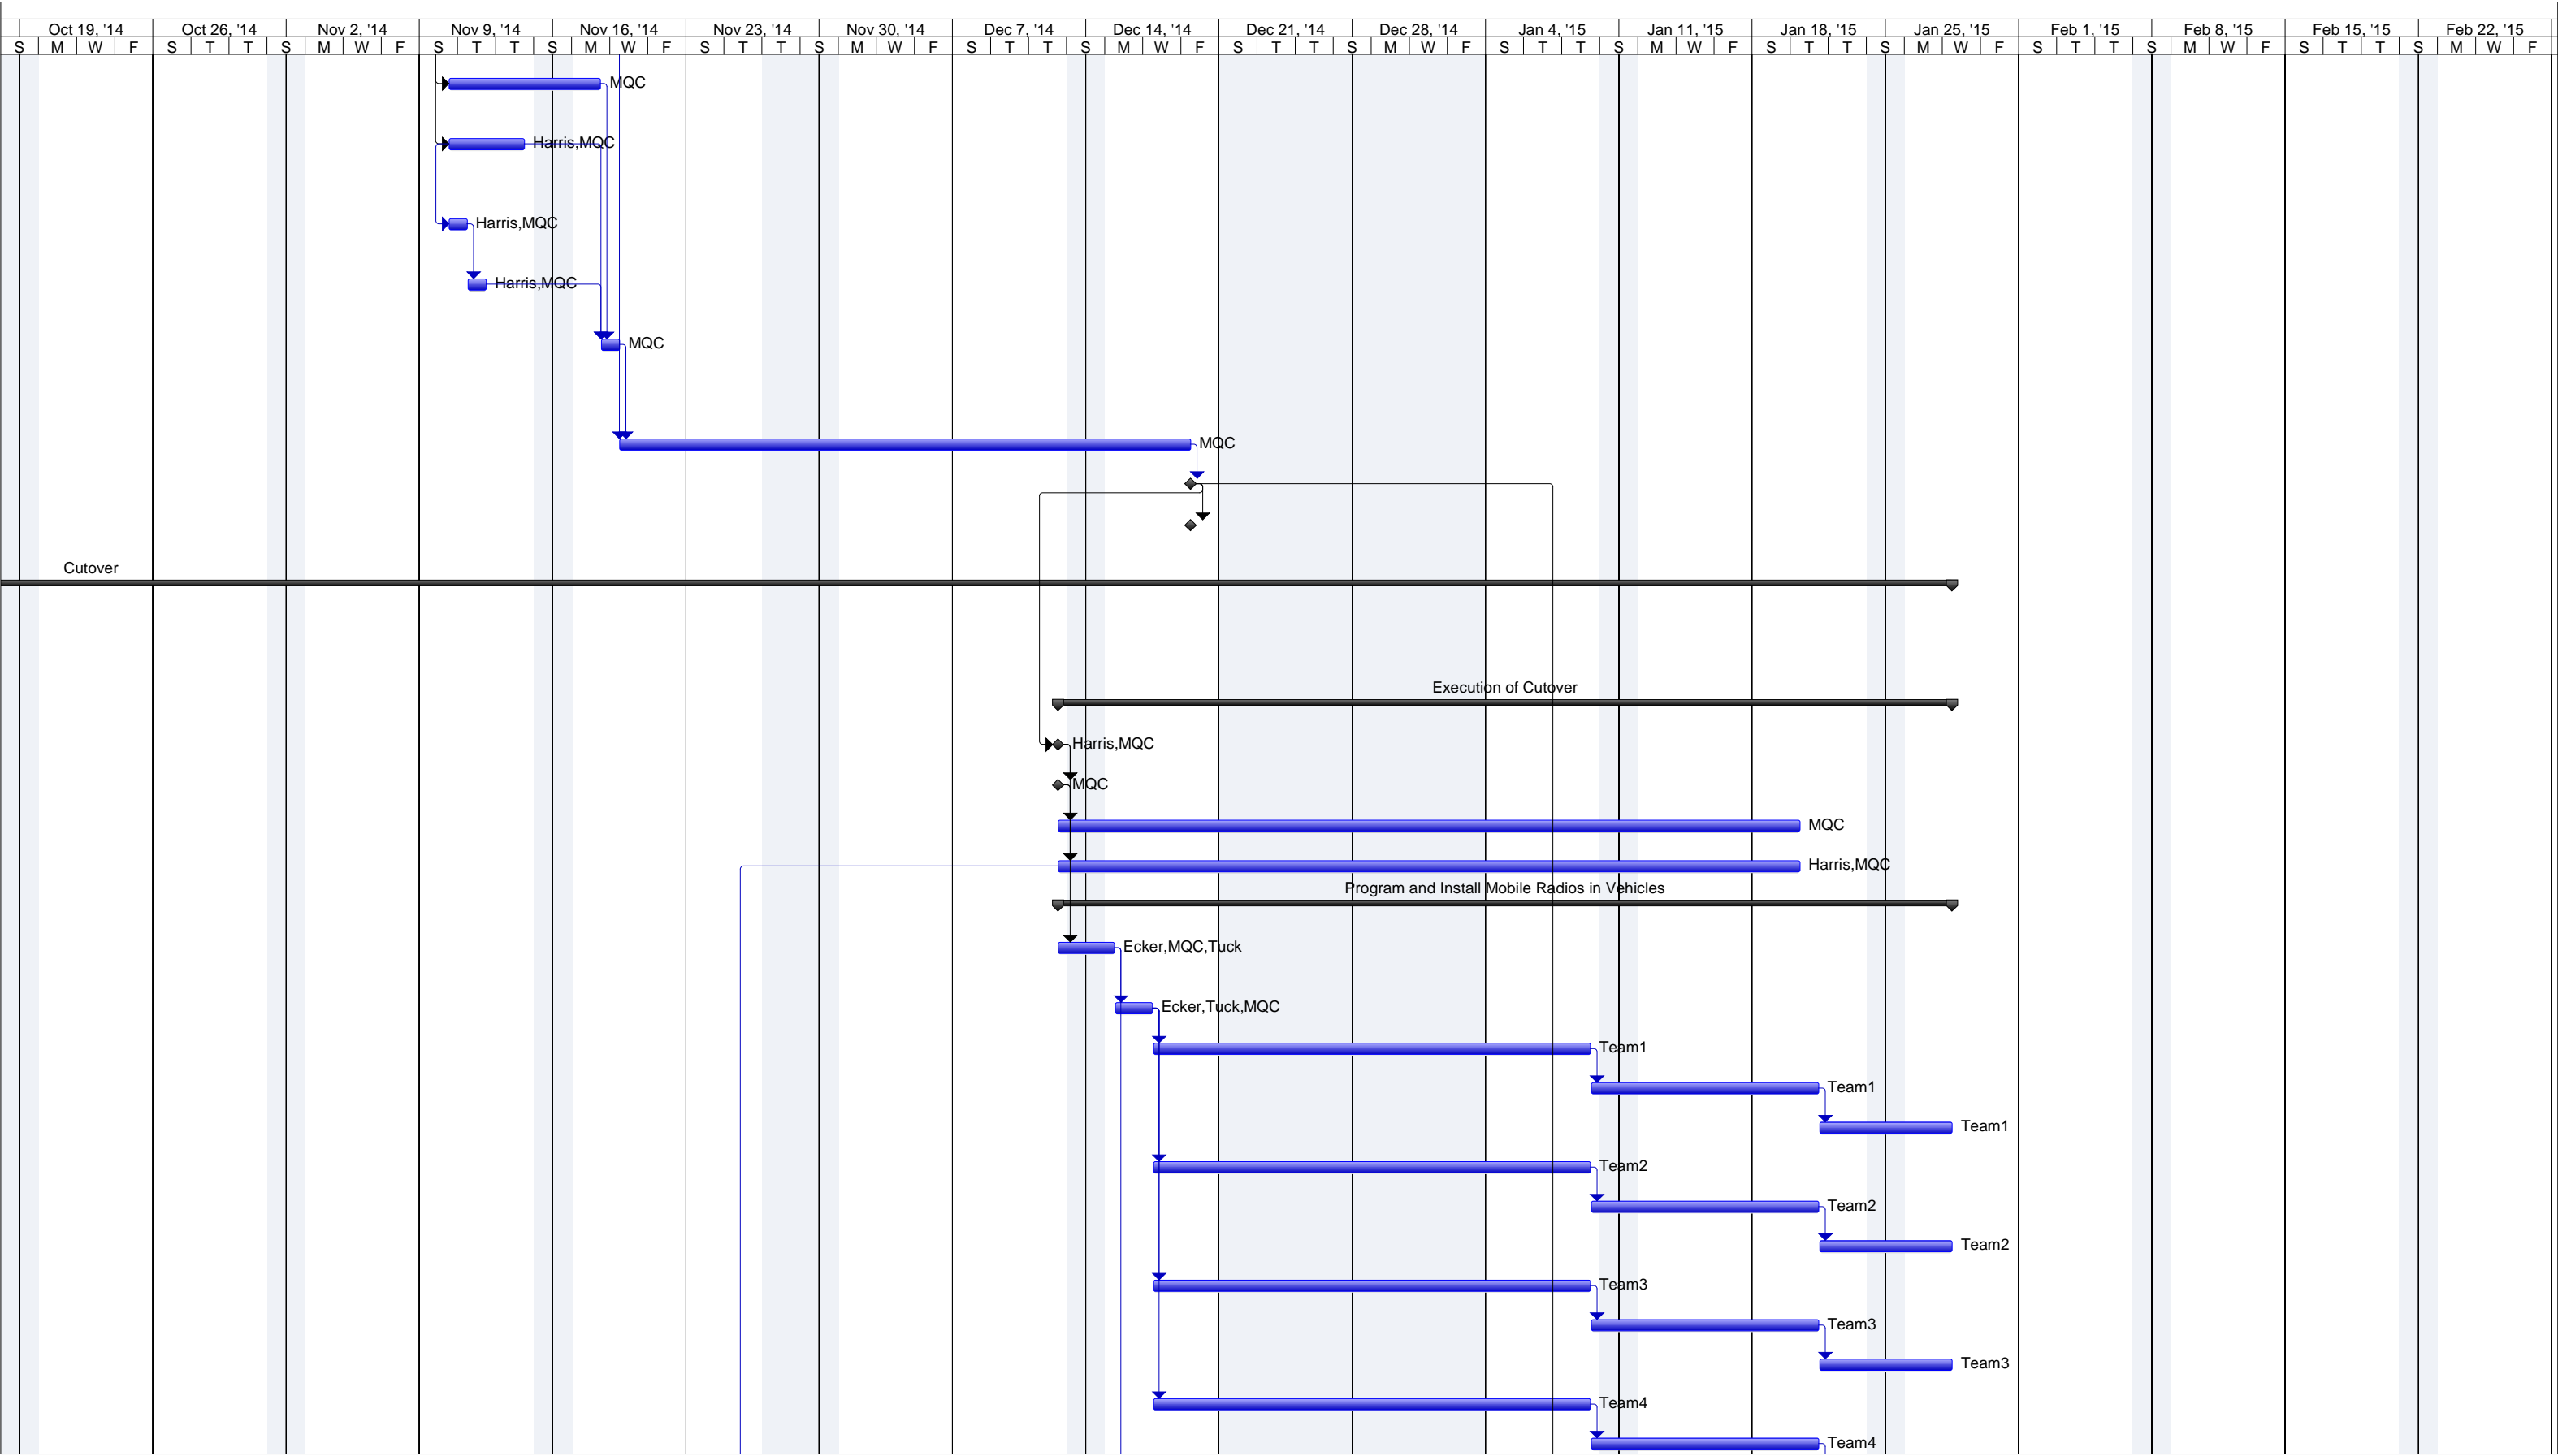 Oct 19, '14 Oct 26, '14 Nov 2, '14 Nov 9, '14 Nov 16, '14 Nov 23, '14 Nov 30, '14 Dec 7, '14 Dec 14, '14 Dec 21, '14 Dec 28, '14 Jan 4, '15 Jan 11, '15 Jan 18, '15 Jan 25, '15 Feb 1, '15 Feb 8, '15 Feb 15, '15 Feb 22, '15
S M W F S T T S M W F S T T S M W F S T T S M W F S T T S M W F S T T S M W F S T T S M W F S T T S M W F S T T S M W F S T T S M W F
MQC
Harris,MQC
Harris,MQC
Harris,MQC
MQC
MQC
Cutover
Execution of Cutover
Harris,MQC
MQC
MQC
Harris,MQC
Program and Install Mobile Radios in Vehicles
Ecker,MQC,Tuck
Ecker,Tuck,MQC
Team1
Team1
Team1
Team2
Team2
Team2
Team3
Team3
Team3
Team4
Team4